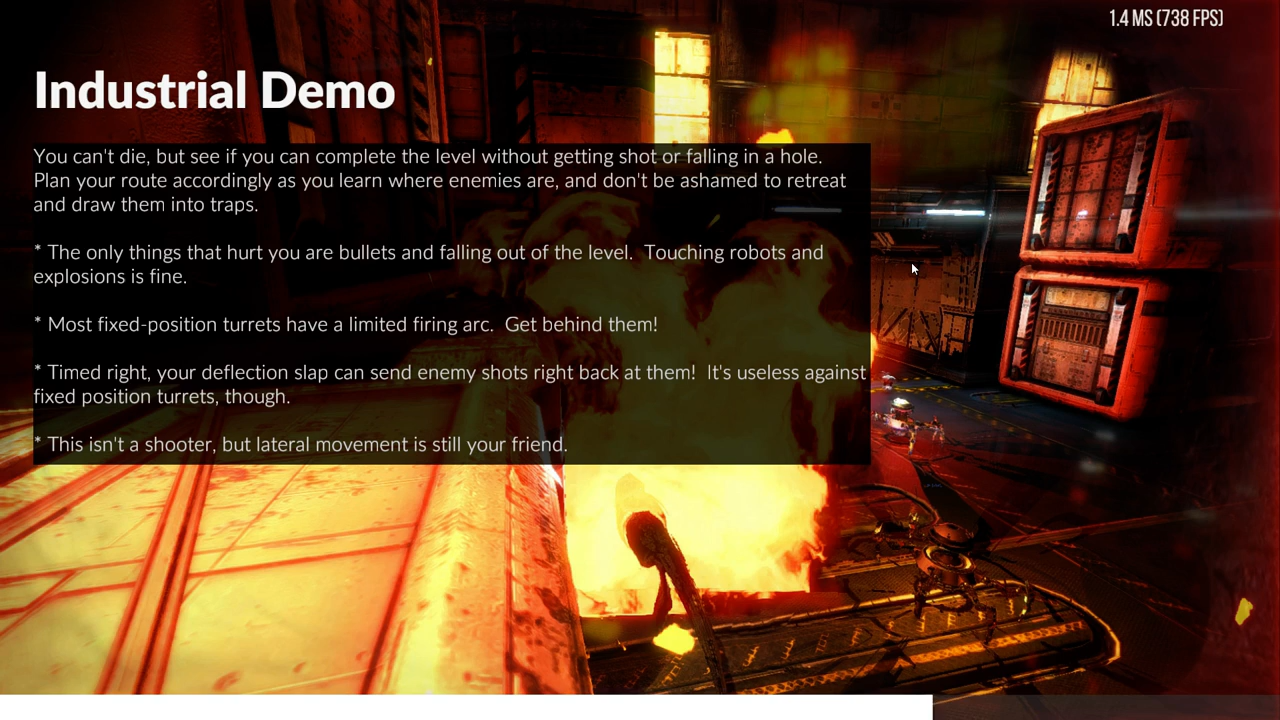 1.4 MS (738 FPS)
Industrial Demo
You can't die, but see if you can complete the level without getting shot or falling in a hole.
Plan your route accordingly as you learn where enemies are, and don't be ashamed to retreat
and draw them into traps.
* The only things that hurt you are bullets and falling out of the level.  Touching robots and
explosions is fine.
* Most fixed-position turrets have a limited firing arc.  Get behind them!
* Timed right, your deflection slap can send enemy shots right back at them!  It's useless against
fixed position turrets, though.
* This isn't a shooter, but lateral movement is still your friend.